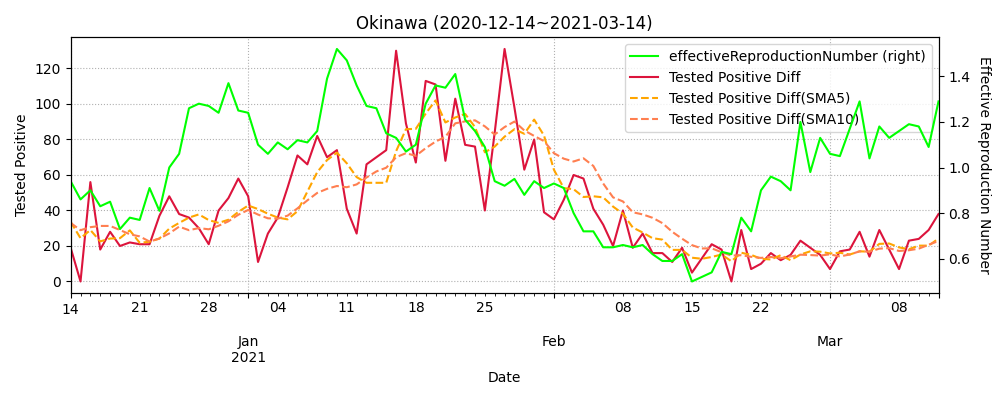 Okinawa (2020-12-14~2021-03-14)
effectiveReproductionNumber (right)
Tested Positive Diff
Tested Positive Diff(SMA5)
Tested Positive Diff(SMA10)
Tested Positive
120
100
80
60
40
20
0
1.4
1.2
1.0
0.8
0.6
Effective Reproduction Number
14 21 28 04 11 18 25 08 15 22 08
Jan Feb Mar
2021
Date